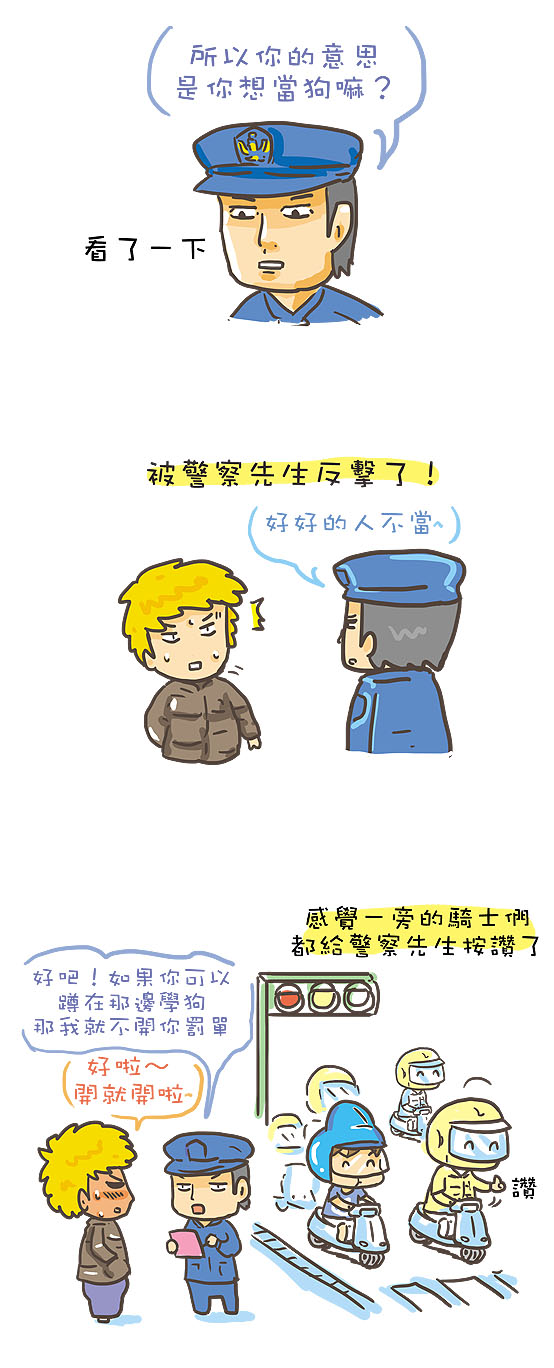 所以你的意思
是你想當狗嘛？
看了一下
被警察先生反擊了！
好好的人不當~
感覺一旁的騎士們
都給警察先生按讚了
好吧！如果你可以
蹲在那邊學狗
那我就不開你罰單
好啦～
開就開啦~
讚